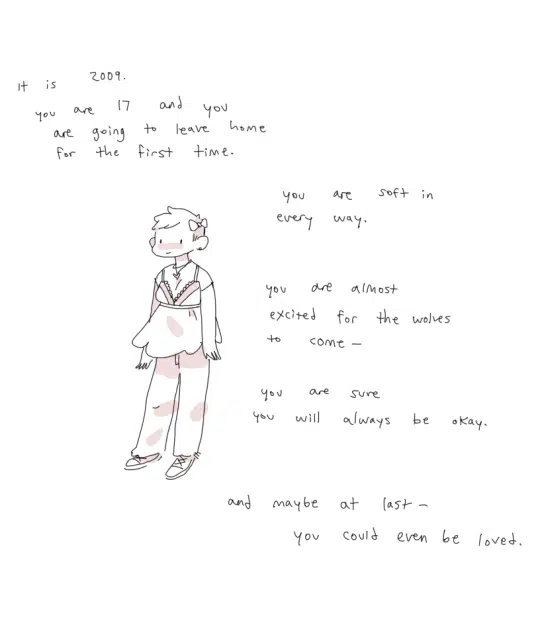 It is 2009.
you are 17 and you
are going to leave home
for the first time.
you are soft in
every way.
you are almost
excited for the wolves
to come —
you are sure
you will always be okay.
and maybe at last —
you could even be loved.